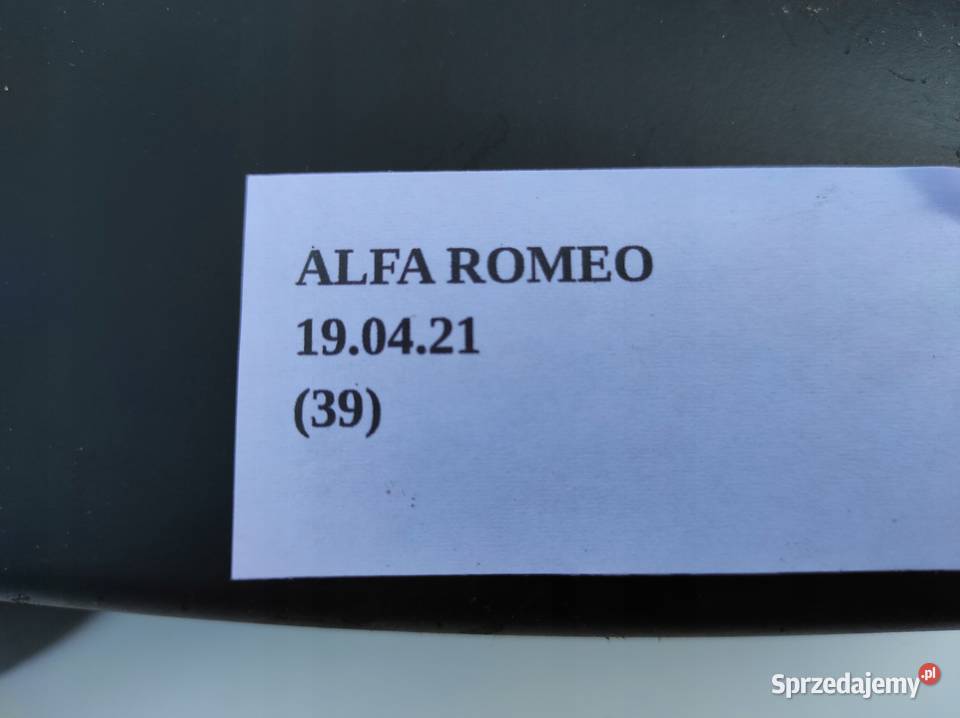 ALFA ROMEO
19.04.21
(39)
Sprzedajemy.pl